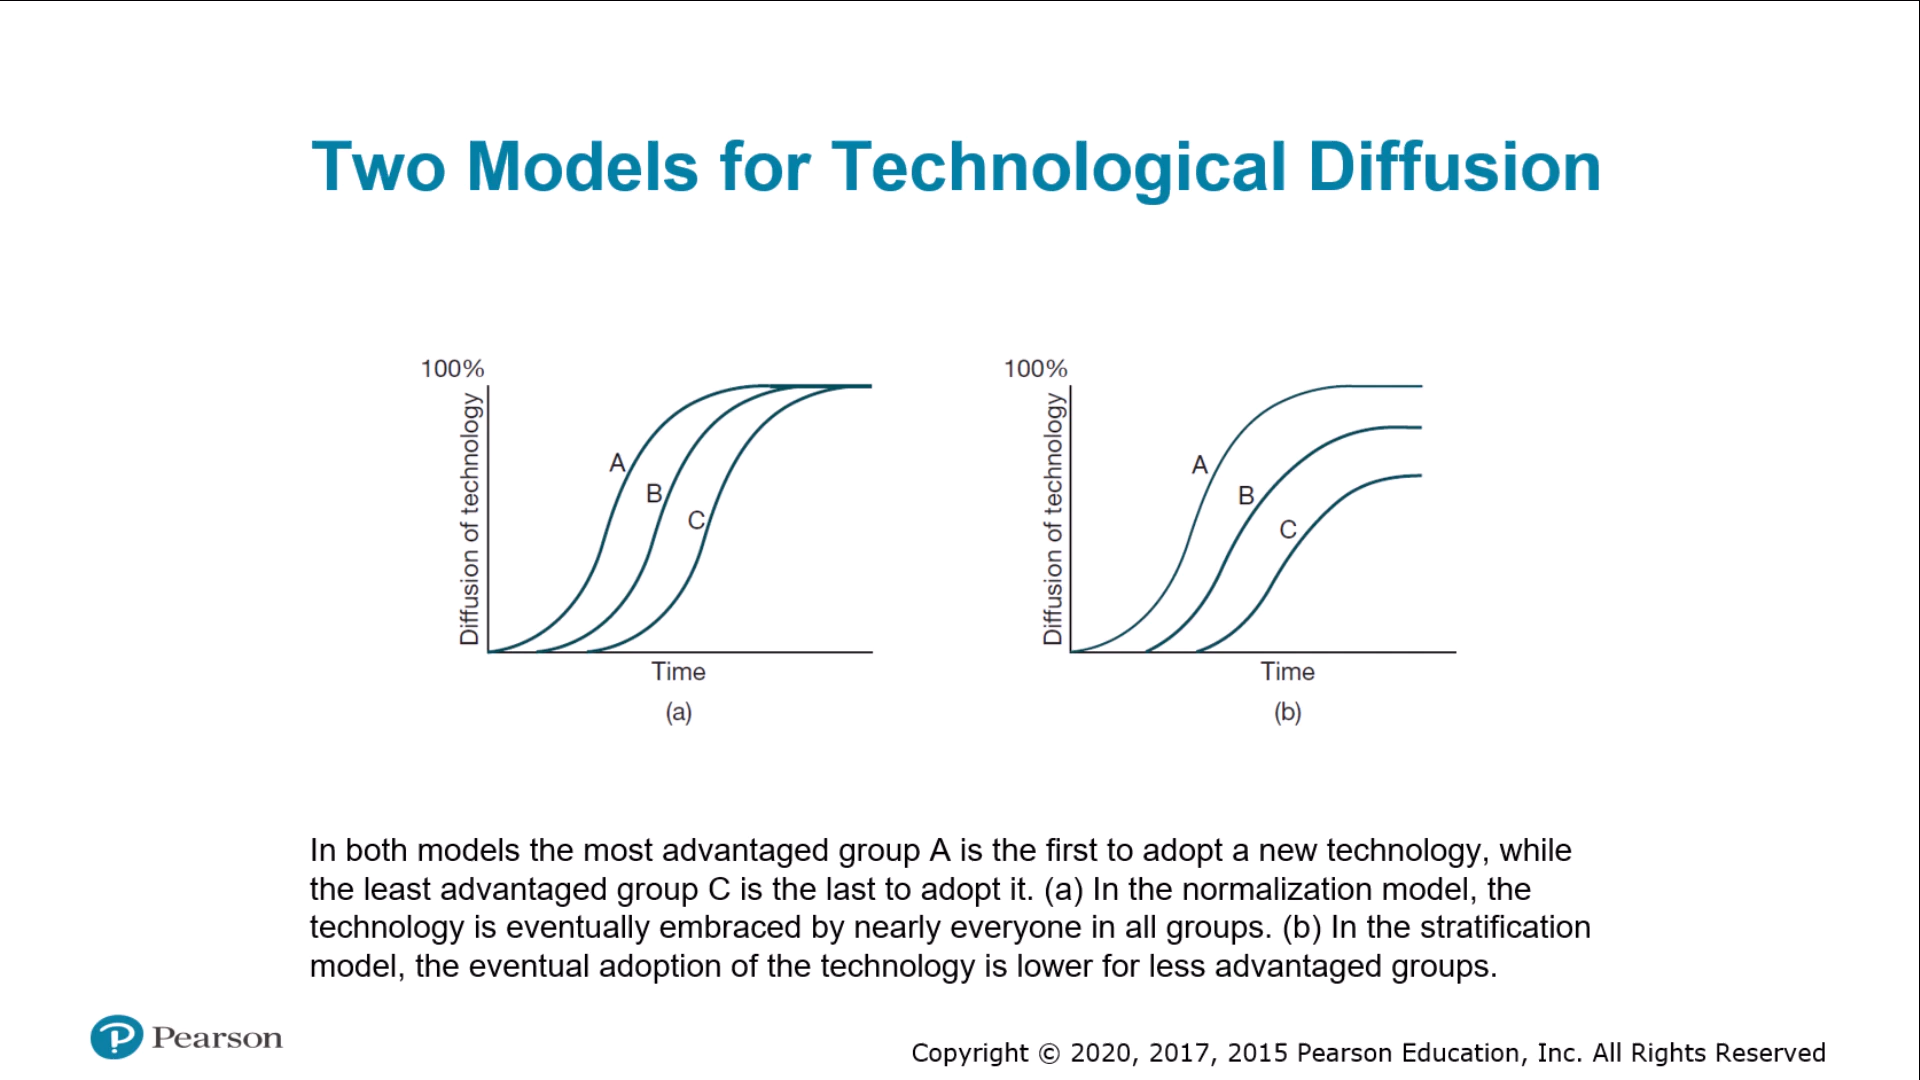 Two Models for Technological Diffusion
100%
Diffusion of technology
A
B
C
Time
(a)
100%
Diffusion of technology
A
B
C
Time
(b)
In both models the most advantaged group A is the first to adopt a new technology, while
the least advantaged group C is the last to adopt it. (a) In the normalization model, the
technology is eventually embraced by nearly everyone in all groups. (b) In the stratification
model, the eventual adoption of the technology is lower for less advantaged groups.
P Pearson
Copyright © 2020, 2017, 2015 Pearson Education, Inc. All Rights Reserved